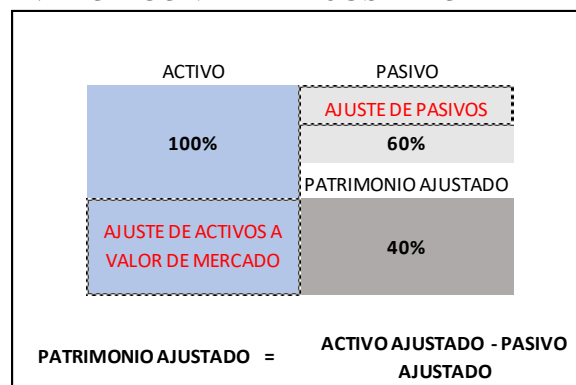 ACTIVO PASIVO
AJUSTE DE PASIVOS
100% 60%
PATRIMONIO AJUSTADO
AJUSTE DE ACTIVOS A
VALOR DE MERCADO
40%
PATRIMONIO AJUSTADO = ACTIVO AJUSTADO - PASIVO
AJUSTADO